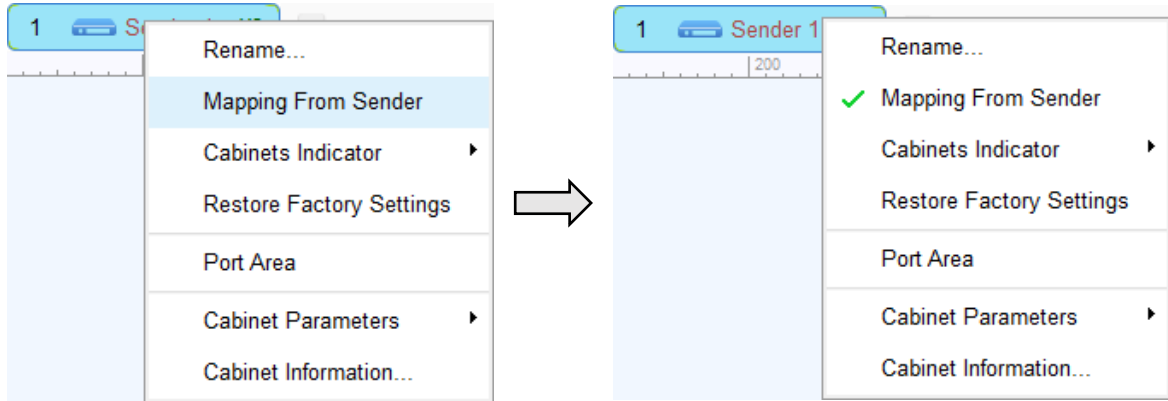 1
Rename...
Mapping From Sender
Cabinets Indicator
Restore Factory Settings
Port Area
Cabinet Parameters
Cabinet Information...
1 Sender 1
200
Rename...
Mapping From Sender
Cabinets Indicator
Restore Factory Settings
Port Area
Cabinet Parameters
Cabinet Information...